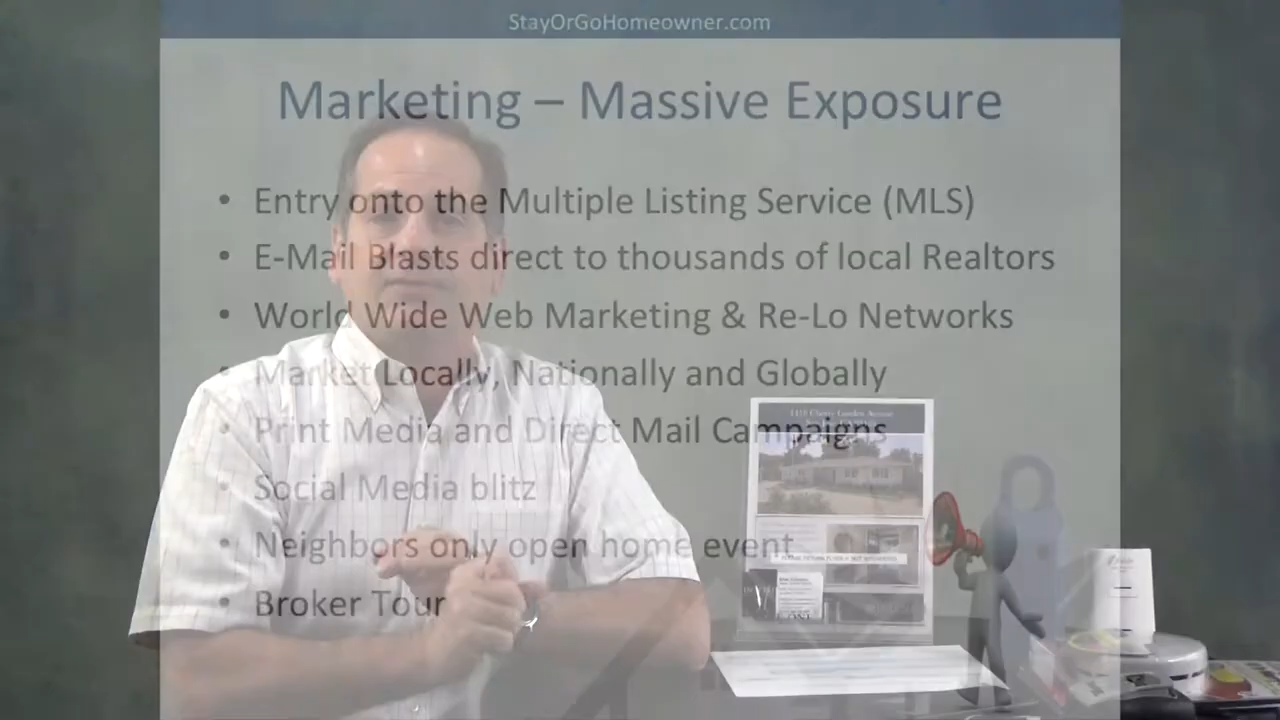 StayOrGoHomeowner.com
Marketing – Massive Exposure
• Entry onto the Multiple Listing Service (MLS)
• E-Mail Blasts direct to thousands of local Realtors
• World Wide Web Marketing & Re-Lo Networks
• Market Locally, Nationally and Globally
• Print Media and Direct Mail Campaigns
• Social Media blitz
• Neighbors only open home event
• Broker Tour